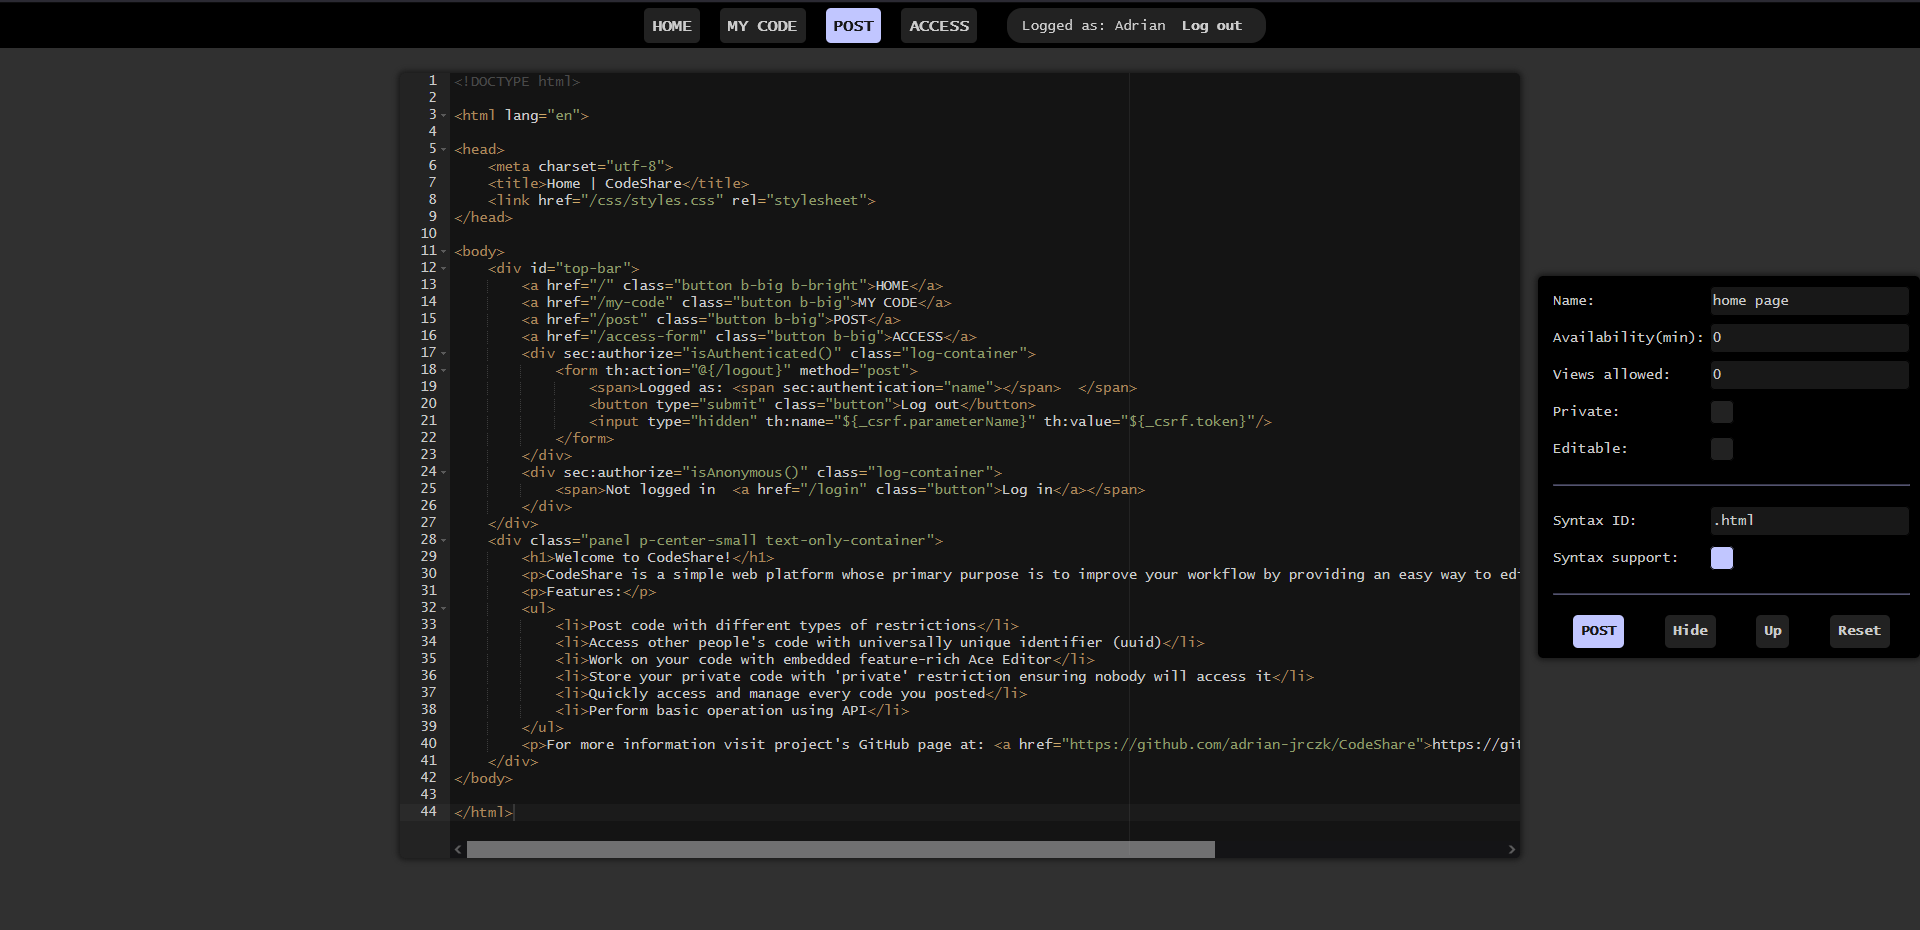 HOME MY CODE POST ACCESS Logged as: Adrian Log out
1 <!DOCTYPE html>
2
3 <html lang="en">
4
5 <head>
6     <meta charset="utf-8">
7     <title>Home | CodeShare</title>
8     <link href="/css/styles.css" rel="stylesheet">
9 </head>
10
11 <body>
12     <div id="top-bar">
13         <a href="/" class="button b-big b-bright">HOME</a>
14         <a href="/my-code" class="button b-big">MY CODE</a>
15         <a href="/post" class="button b-big">POST</a>
16         <a href="/access-form" class="button b-big">ACCESS</a>
17         <div sec:authorize="isAuthenticated()" class="log-container">
18             <form th:action="@{/logout}" method="post">
19                 <span>Logged as: <span sec:authentication="name"></span>  </span>
20                 <button type="submit" class="button">Log out</button>
21                 <input type="hidden" th:name="${_csrf.parameterName}" th:value="${_csrf.token}"/>
22             </form>
23         </div>
24         <div sec:authorize="isAnonymous()" class="log-container">
25             <span>Not logged in  <a href="/login" class="button">Log in</a></span>
26         </div>
27     </div>
28     <div class="panel p-center-small text-only-container">
29         <h1>Welcome to CodeShare!</h1>
30         <p>CodeShare is a simple web platform whose primary purpose is to improve your workflow by providing an easy way to
31         <p>Features:</p>
32         <ul>
33             <li>Post code with different types of restrictions</li>
34             <li>Access other people's code with universally unique identifier (uuid)</li>
35             <li>Work on your code with embedded feature-rich Ace Editor</li>
36             <li>Store your private code with 'private' restriction ensuring nobody will access it</li>
37             <li>Quickly access and manage every code you posted</li>
38             <li>Perform basic operation using API</li>
39         </ul>
40         <p>For more information visit project's GitHub page at: <a href="https://github.com/adrian-jrczk/CodeShare">https://git
41     </div>
42 </body>
43
44 </html>
Name: home page
Availability(min): 0
Views allowed: 0
Private:
Editable:
Syntax ID: .html
Syntax support:
POST Hide Up Reset